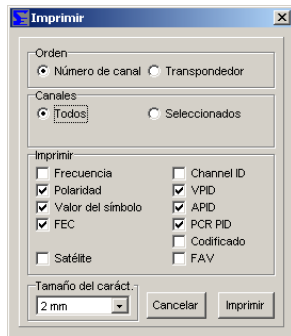 Imprimir
Orden
Número de canal Transpondedor
Canales
Todos Seleccionados
Imprimir
Frecuencia Channel ID
Polaridad VPID
Valor del símbolo APID
FEC PCR PID
Codificado
Satélite FAV
Tamaño del caráct.
2 mm Cancelar Imprimir